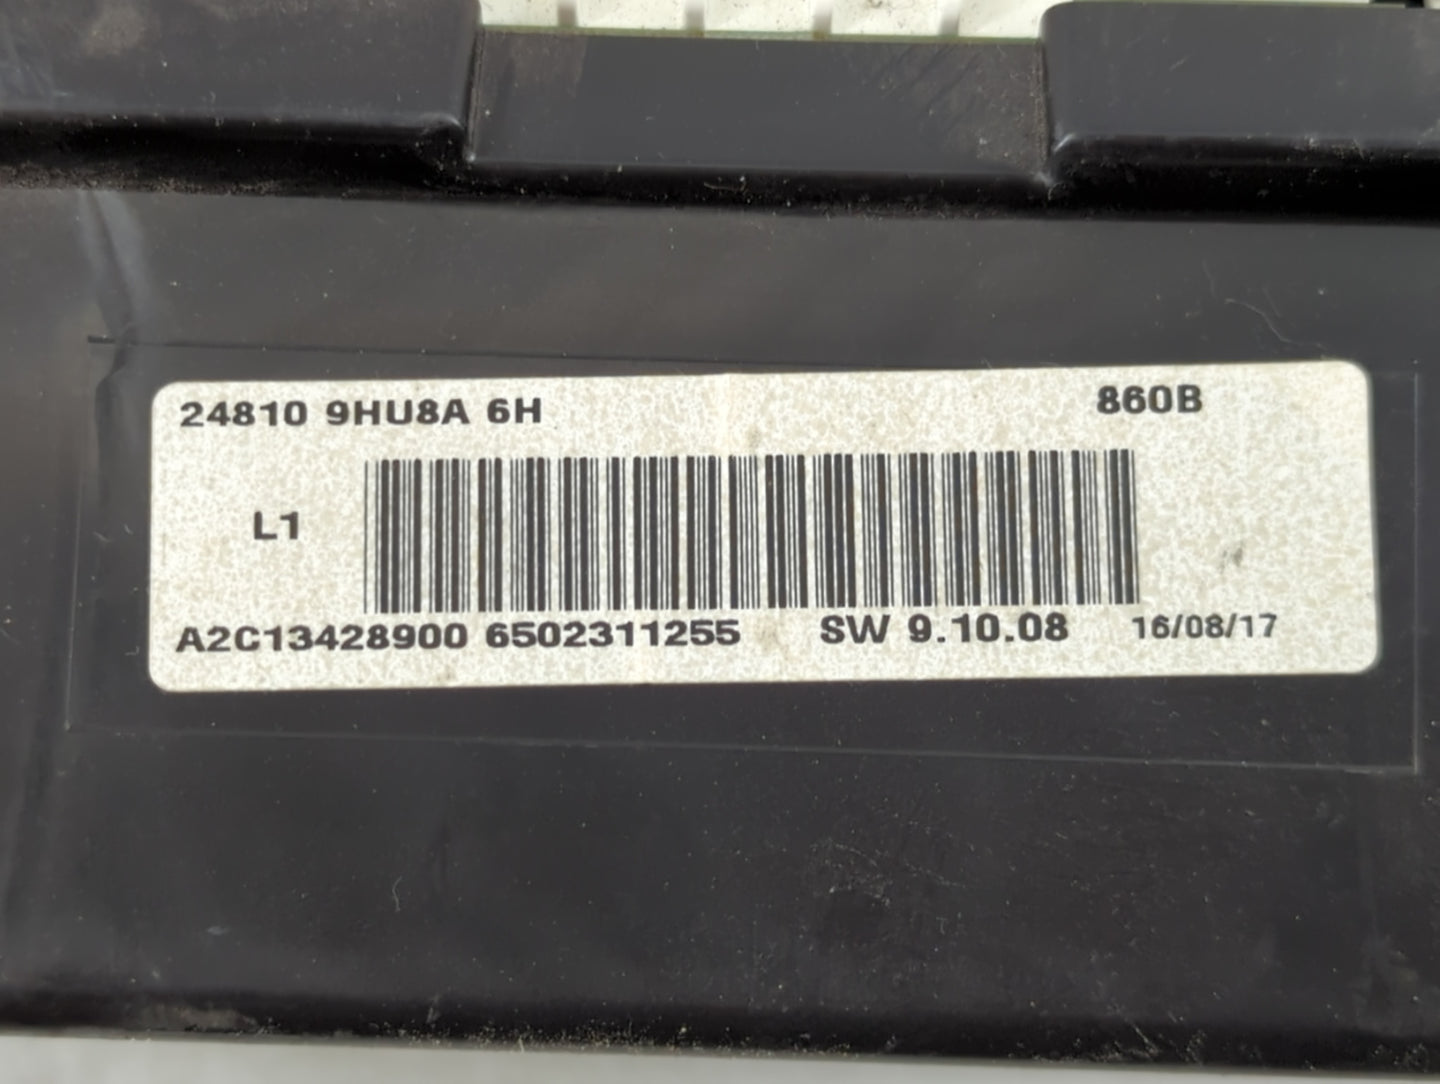 24810 9HU8A 6H 860B
L1
A2C13428900 6502311255 SW 9.10.08 16/08/17